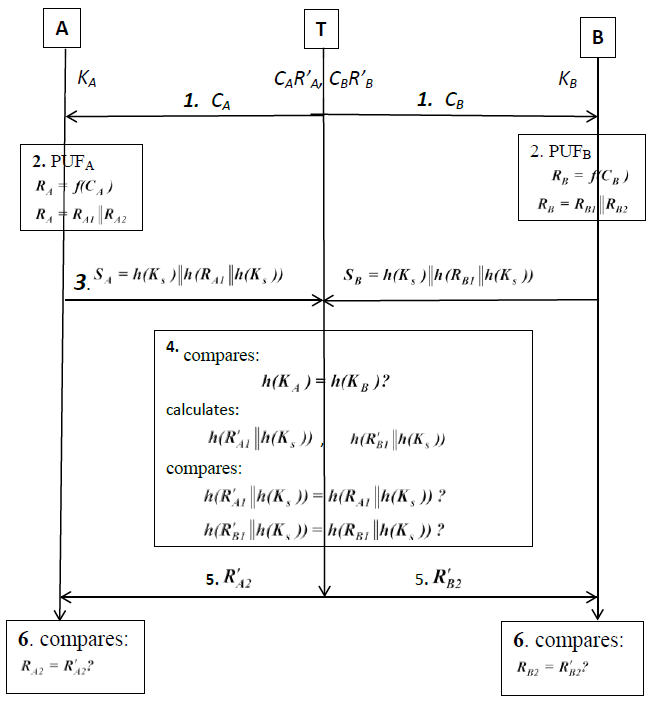 A T B
K_A C_AR'_A, C_BR'_B K_B
1. C_A 1. C_B
2. PUF_A
R_A = f(C_A)
R_A = R_A1 || R_A2
2. PUF_B
R_B = f(C_B)
R_B = R_B1 || R_B2
3. S_A = h(K_s) || h(R_A1 || h(K_s)) S_B = h(K_s) || h(R_B1 || h(K_s))
4. compares:
h(K_A) = h(K_B)?
calculates:
h(R'_A1 || h(K_s)) , h(R'_B1 || h(K_s))
compares:
h(R'_A1 || h(K_s)) = h(R_A1 || h(K_s)) ?
h(R'_B1 || h(K_s)) = h(R_B1 || h(K_s)) ?
5. R'_A2 5. R'_B2
6. compares:
R_A2 = R'_A2?
6. compares:
R_B2 = R'_B2?